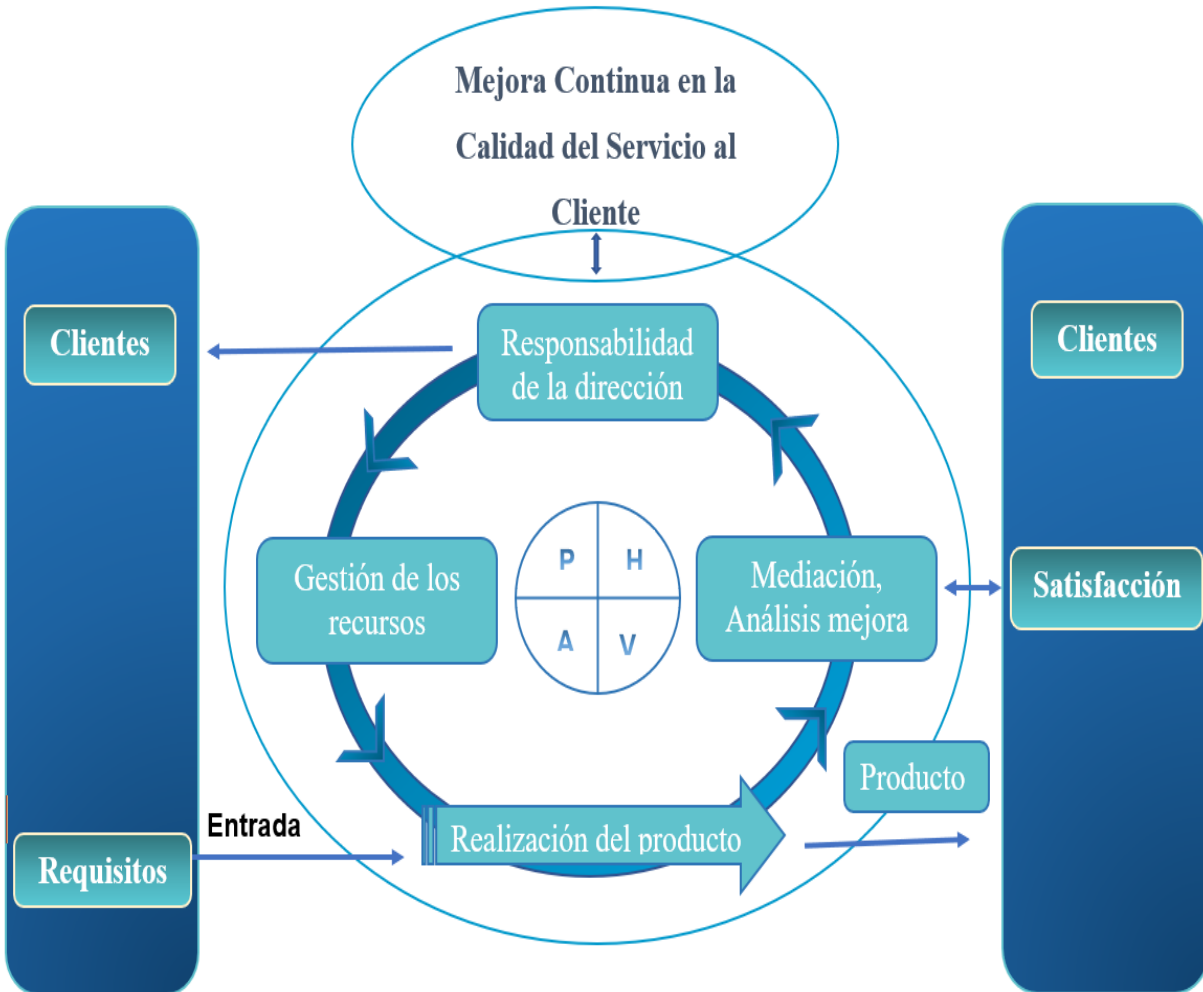 Mejora Continua en la
Calidad del Servicio al
Cliente
Clientes
Responsabilidad
de la dirección
Clientes
Gestión de los
recursos
P
H
A
V
Mediación,
Análisis mejora
Satisfacción
Producto
Entrada
Realización del producto
Requisitos